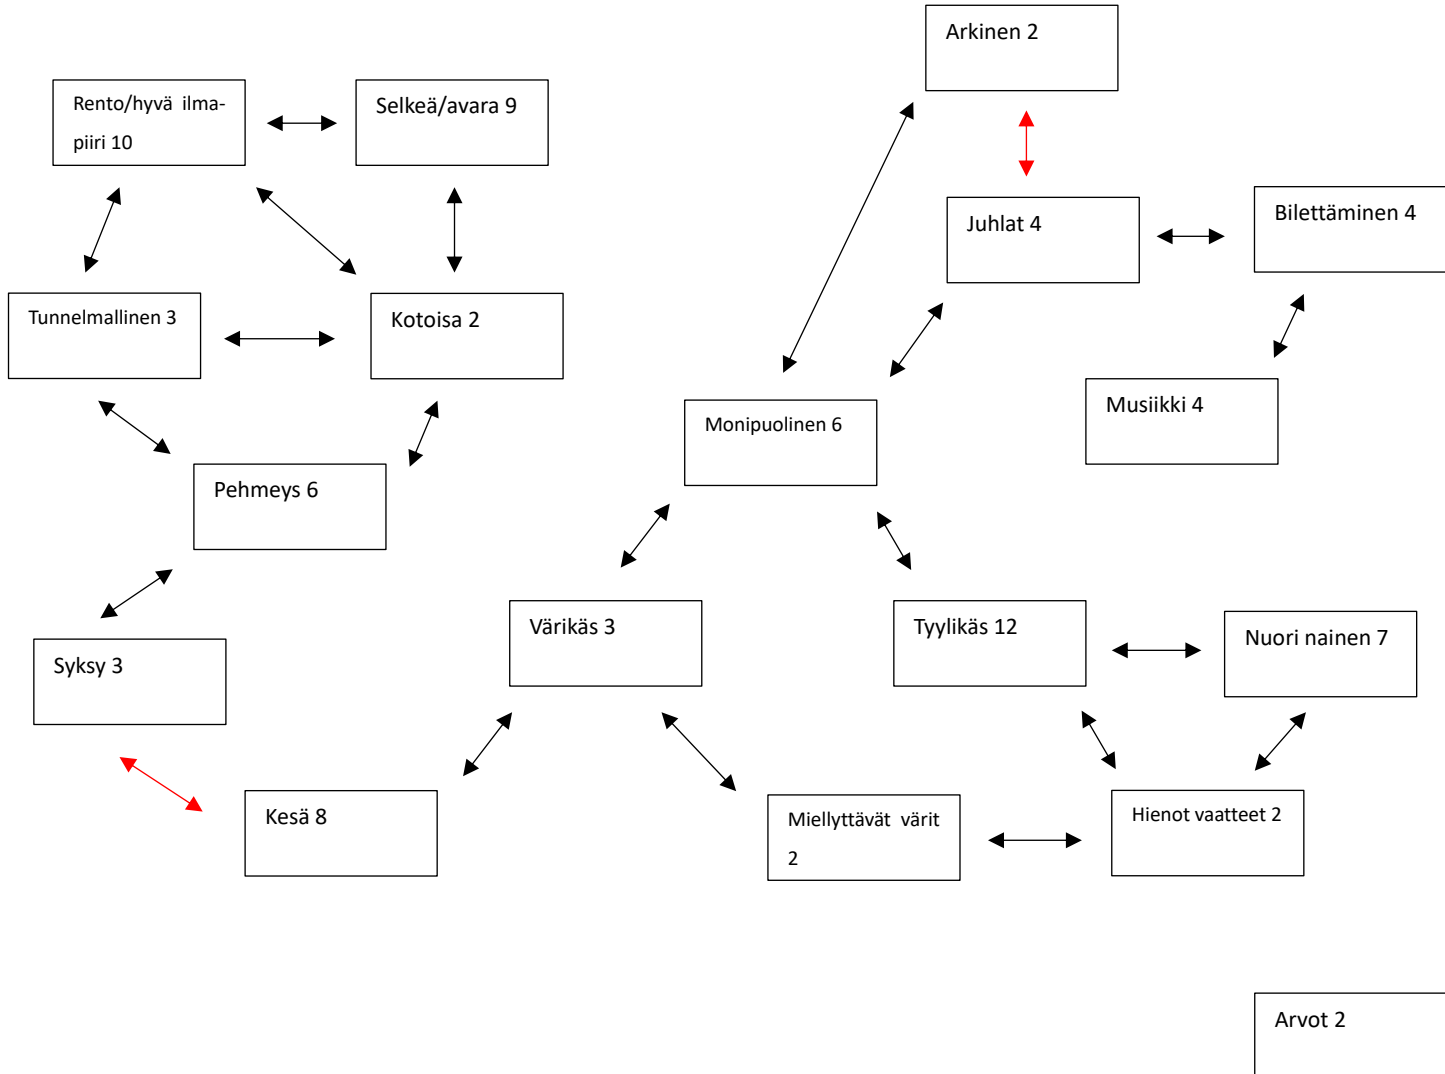 Arkinen 2
Rento/hyvä ilma-
piiri 10
Selkeä/avara 9
Juhlat 4
Bilettäminen 4
Tunnelmallinen 3
Kotoisa 2
Musiikki 4
Monipuolinen 6
Pehmeys 6
Värikäs 3
Tyylikäs 12
Nuori nainen 7
Syksy 3
Kesä 8
Miellyttävät värit
2
Hienot vaatteet 2
Arvot 2